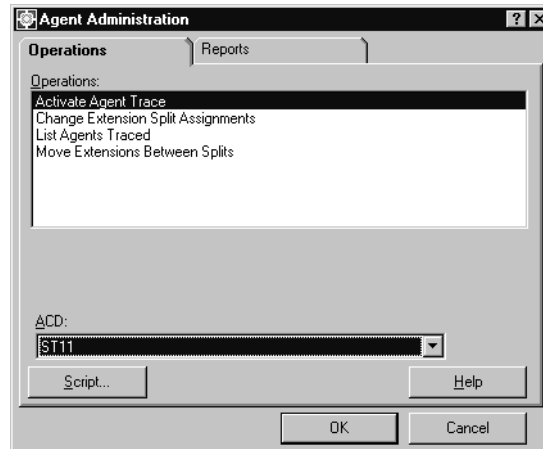 Agent Administration
Operations
Reports
Operations:
Activate Agent Trace
Change Extension Split Assignments
List Agents Traced
Move Extensions Between Splits
ACD:
ST11
Script...
Help
OK
Cancel